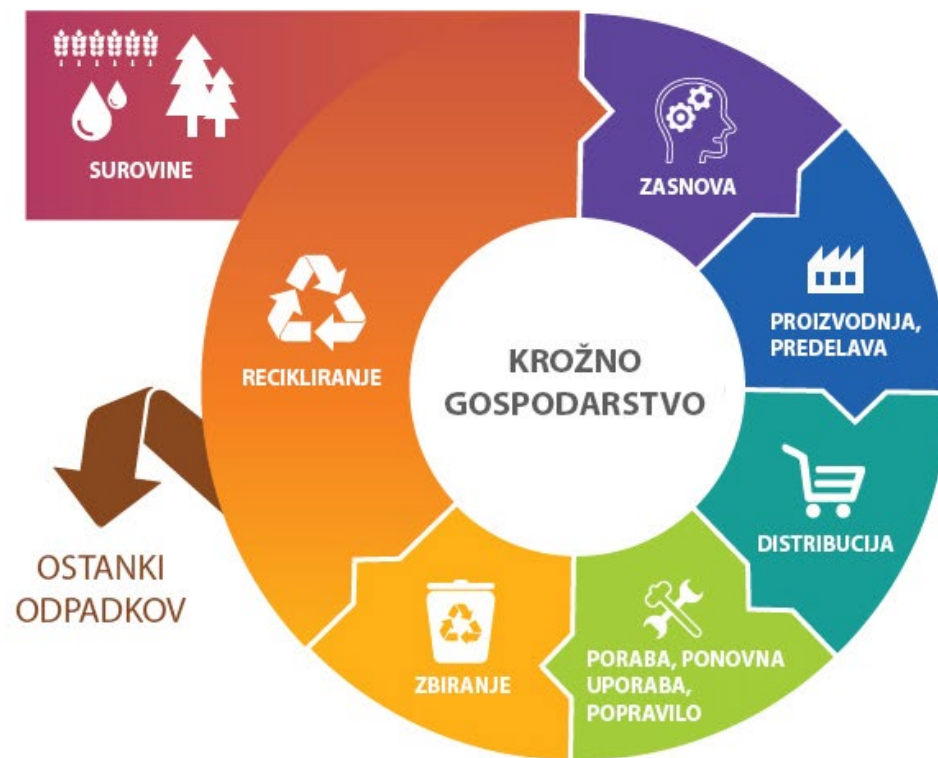 SUROVINE
ZASNOVA
PROIZVODNJA,
PREDELAVA
RECIKLIRANJE
KROŽNO
GOSPODARSTVO
DISTRIBUCIJA
OSTANKI
ODPADKOV
ZBIRANJE
PORABA, PONOVNA
UPORABA,
POPRAVILO